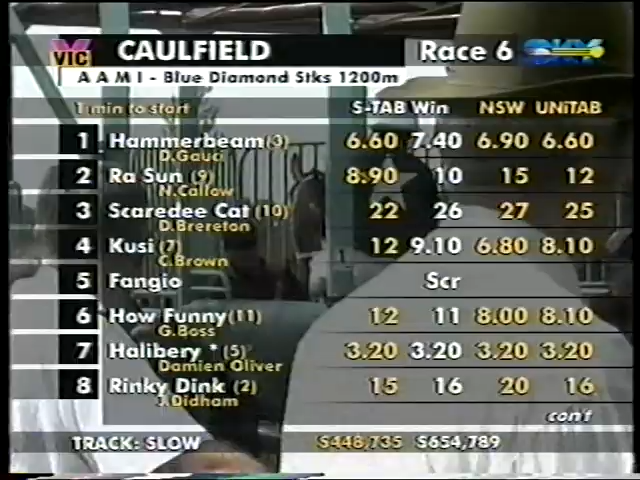 VIC CAULFIELD Race 6 SKY
A A M I - Blue Diamond Stks 1200m
1 min to start S-TAB Win NSW UNiTAB
1 Hammerbeam (3) 6.60 7.40 6.90 6.60
D.Gauci
2 Ra Sun (9) 8.90 10 15 12
N.Callow
3 Scaredee Cat (10) 22 26 27 25
D.Brereton
4 Kusi (7) 12 9.10 6.80 8.10
C.Brown
5 Fangio Scr
6 How Funny (11) 12 11 8.00 8.10
G.Boss
7 Halibery * (5) 3.20 3.20 3.20 3.20
Damien Oliver
8 Rinky Dink (2) 15 16 20 16
J.Didham
con't
TRACK: SLOW $448,735 $654,789